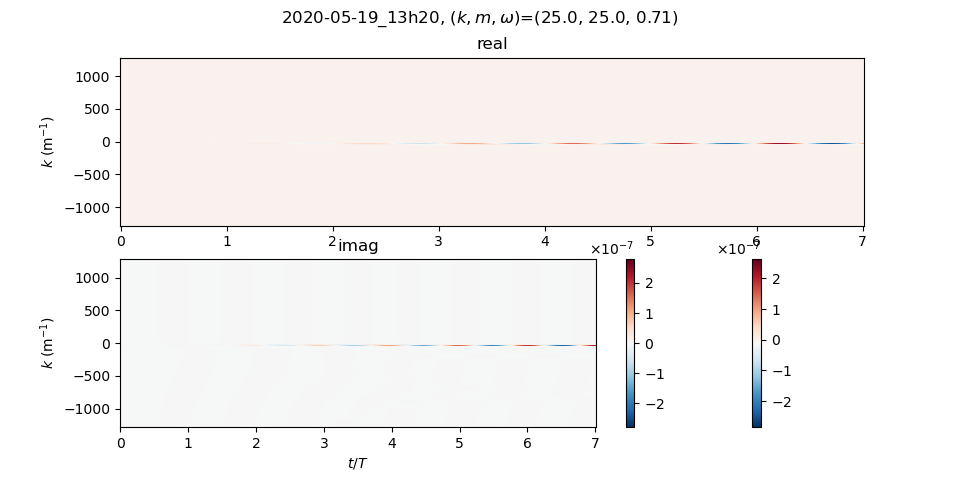 2020-05-19_13h20, (k, m, ω)=(25.0, 25.0, 0.71)
real
1000
500
0
−500
−1000
k (m⁻¹)
0 1 2 3 4 5 6 7
imag
×10⁻⁷ ×10⁻⁷
1000
500
0
−500
−1000
k (m⁻¹)
0 1 2 3 4 5 6 7
t/T
2
1
0
−1
−2
2
1
0
−1
−2